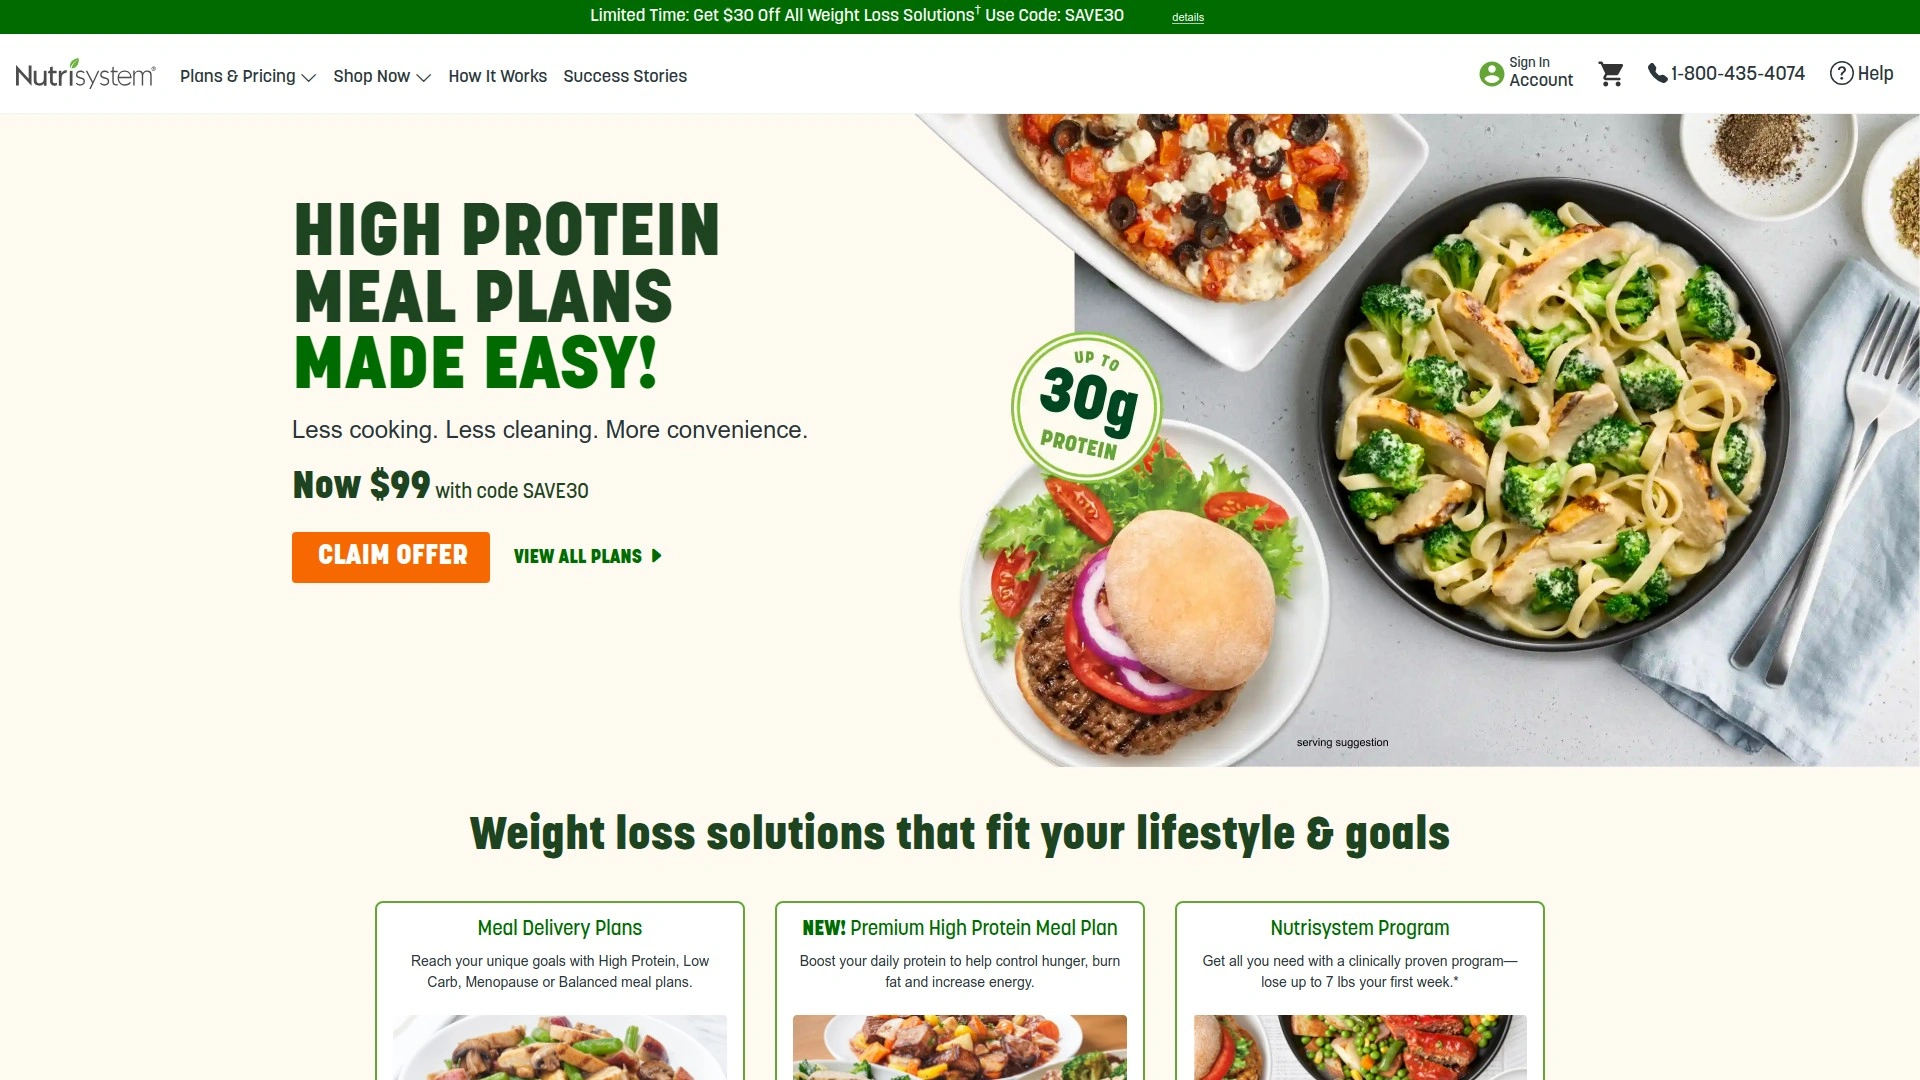 Limited Time: Get $30 Off All Weight Loss Solutions† Use Code: SAVE30 details
Nutrisystem®
Plans & Pricing
Shop Now
How It Works
Success Stories
Sign In
Account
1-800-435-4074
Help
HIGH PROTEIN
MEAL PLANS
MADE EASY!
Less cooking. Less cleaning. More convenience.
Now $99 with code SAVE30
CLAIM OFFER
VIEW ALL PLANS
UP TO
30g
PROTEIN
serving suggestion
Weight loss solutions that fit your lifestyle & goals
Meal Delivery Plans
Reach your unique goals with High Protein, Low
Carb, Menopause or Balanced meal plans.
NEW! Premium High Protein Meal Plan
Boost your daily protein to help control hunger, burn
fat and increase energy.
Nutrisystem Program
Get all you need with a clinically proven program—
lose up to 7 lbs your first week.*